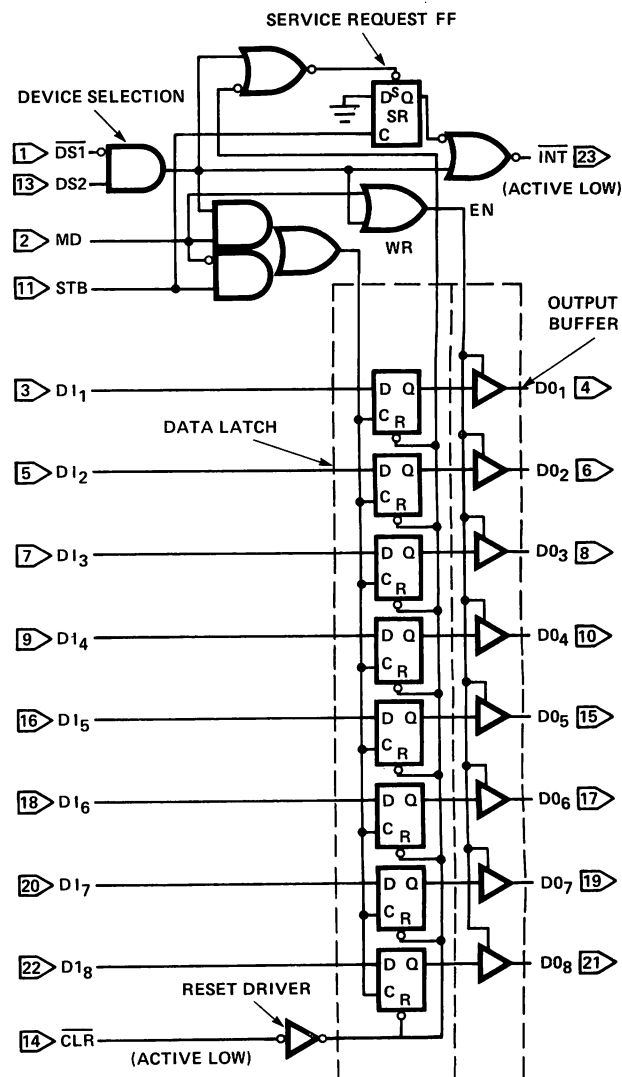 SERVICE REQUEST FF
DEVICE SELECTION
D S Q
SR
C
1 DS1
13 DS2
INT 23
(ACTIVE LOW)
2 MD
EN
WR
11 STB
OUTPUT
BUFFER
3 DI1 D Q DO1 4
C R
DATA LATCH
5 DI2 D Q DO2 6
C R
7 DI3 D Q DO3 8
C R
9 DI4 D Q DO4 10
C R
16 DI5 D Q DO5 15
C R
18 DI6 D Q DO6 17
C R
20 DI7 D Q DO7 19
C R
22 D18 D Q DO8 21
C R
RESET DRIVER
14 CLR
(ACTIVE LOW)